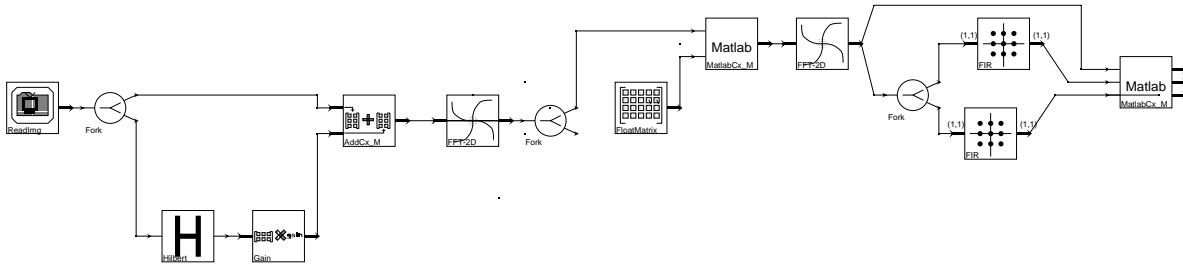 ReadImg
Fork
H
Hilbert
gain
Gain
AddCx_M
FFT-2D
Fork
FloatMatrix
Matlab
MatlabCx_M
FFT-2D
Fork
(1,1)
(1,1)
FIR
(1,1)
(1,1)
FIR
Matlab
MatlabCx_M